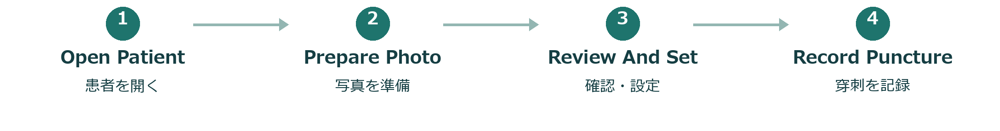 1
2
3
4
Open Patient
Prepare Photo
Review And Set
Record Puncture
患者を開く
写真を準備
確認・設定
穿刺を記録